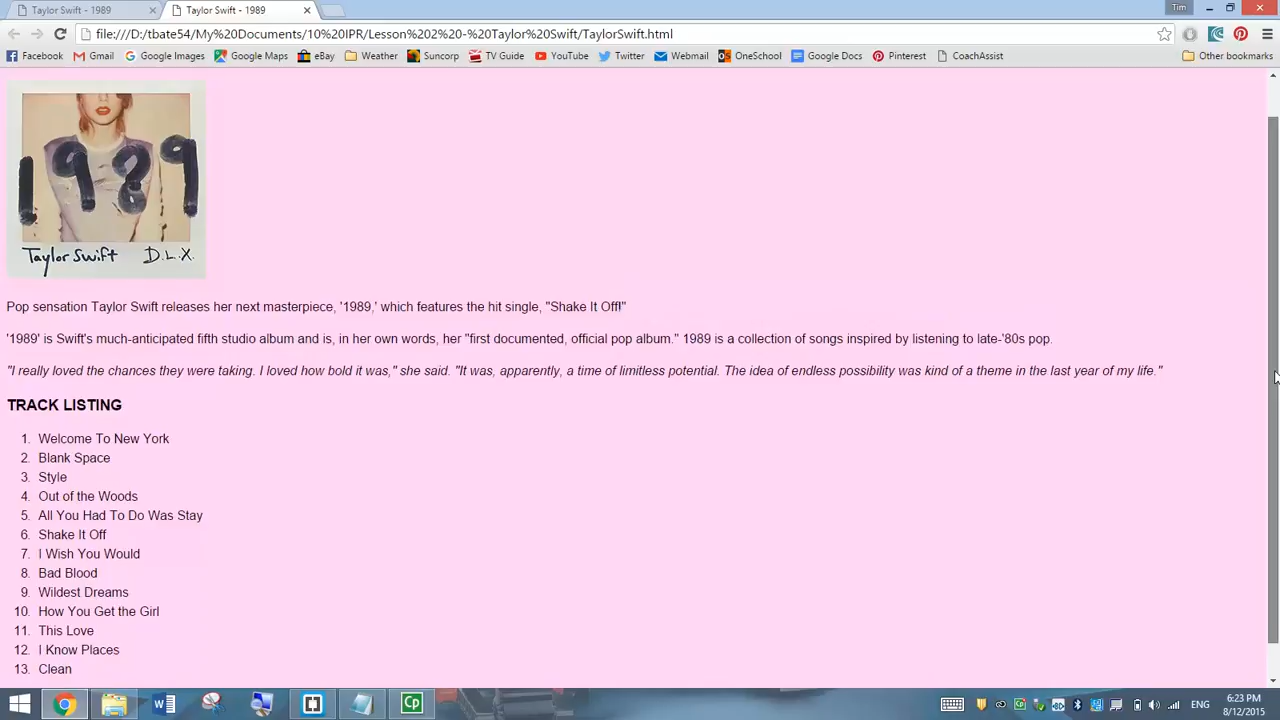 Taylor Swift - 1989
Taylor Swift - 1989
Tim
file:///D:/tbate54/My%20Documents/10%20IPR/Lesson%202%20-%20Taylor%20Swift/TaylorSwift.html
Facebook Gmail Google Images Google Maps eBay Weather Suncorp TV Guide YouTube Twitter Webmail OneSchool Google Docs Pinterest CoachAssist Other bookmarks
1989
Taylor Swift D.L.X.
Pop sensation Taylor Swift releases her next masterpiece, '1989,' which features the hit single, "Shake It Off!"
'1989' is Swift's much-anticipated fifth studio album and is, in her own words, her "first documented, official pop album." 1989 is a collection of songs inspired by listening to late-'80s pop.
"I really loved the chances they were taking. I loved how bold it was," she said. "It was, apparently, a time of limitless potential. The idea of endless possibility was kind of a theme in the last year of my life."
TRACK LISTING
1. Welcome To New York
2. Blank Space
3. Style
4. Out of the Woods
5. All You Had To Do Was Stay
6. Shake It Off
7. I Wish You Would
8. Bad Blood
9. Wildest Dreams
10. How You Get the Girl
11. This Love
12. I Know Places
13. Clean
Cp
ENG
6:23 PM
8/12/2015